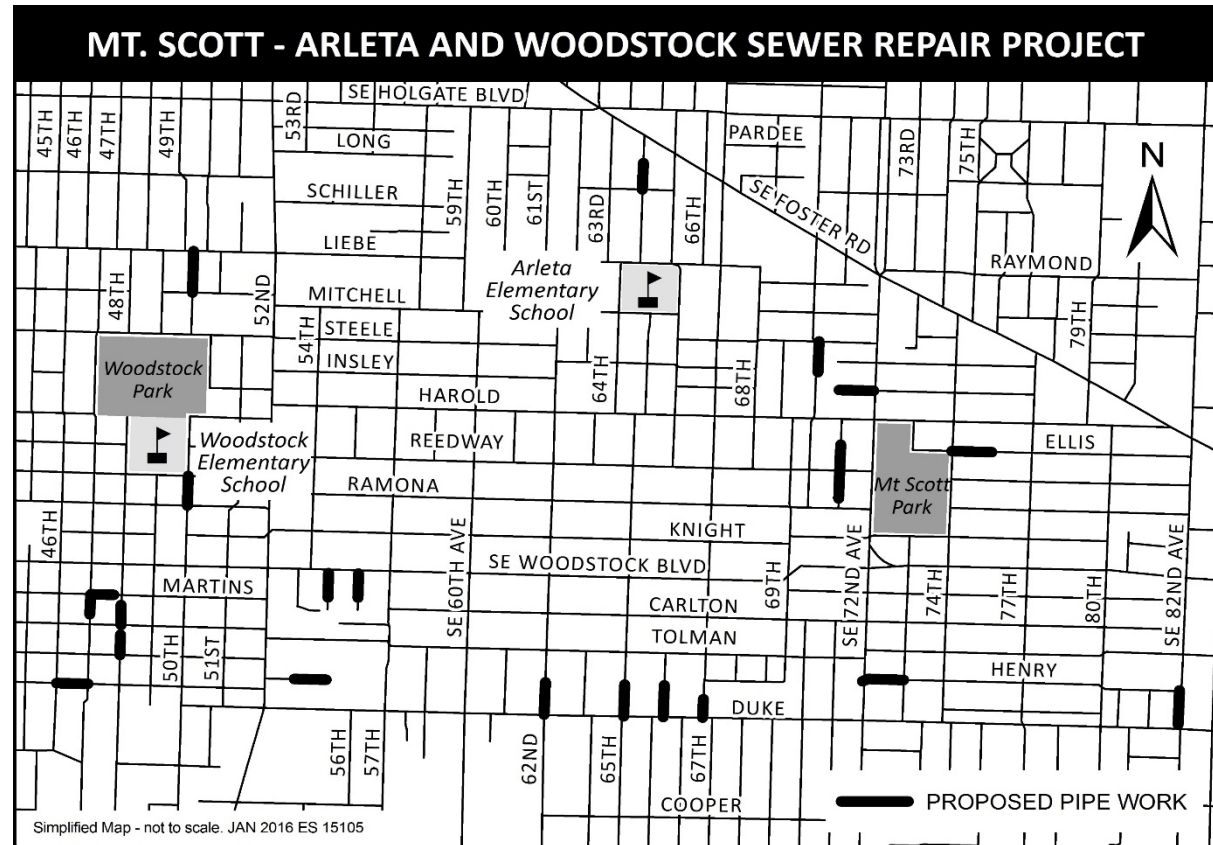 MT. SCOTT - ARLETA AND WOODSTOCK SEWER REPAIR PROJECT
SE HOLGATE BLVD
45TH
46TH
47TH
49TH
53RD
LONG
PARDEE
73RD
75TH
N
SCHILLER
59TH
60TH
61ST
63RD
66TH
SE FOSTER RD
LIEBE
RAYMOND
48TH
52ND
MITCHELL
Arleta
Elementary
School
79TH
54TH
STEELE
INSLEY
Woodstock
Park
HAROLD
64TH
68TH
REEDWAY
ELLIS
Woodstock
Elementary
School
RAMONA
Mt Scott
Park
46TH
KNIGHT
SE 60TH AVE
SE WOODSTOCK BLVD
MARTINS
69TH
SE 72ND AVE
74TH
77TH
80TH
SE 82ND AVE
CARLTON
TOLMAN
50TH
51ST
HENRY
DUKE
56TH
57TH
62ND
65TH
67TH
COOPER
PROPOSED PIPE WORK
Simplified Map - not to scale. JAN 2016 ES 15105